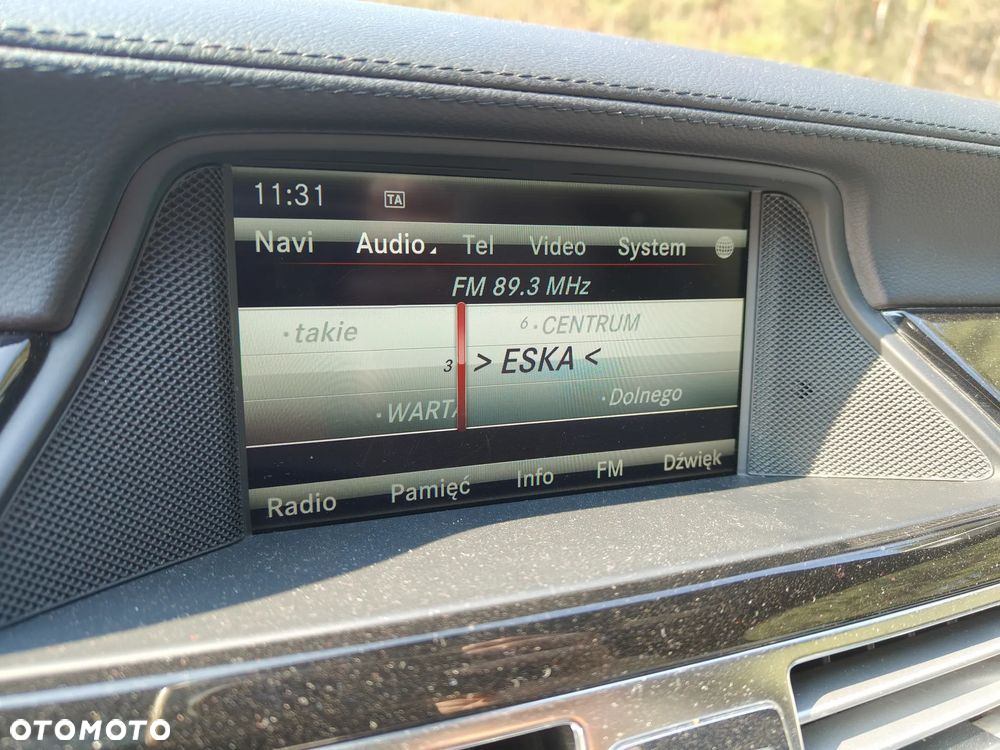 11:31 TA
Navi Audio Tel Video System
FM 89.3 MHz
•takie 6 •CENTRUM
3 > ESKA <
•WARTA •Dolnego
Radio Pamięć Info FM Dźwięk
OTOMOTO